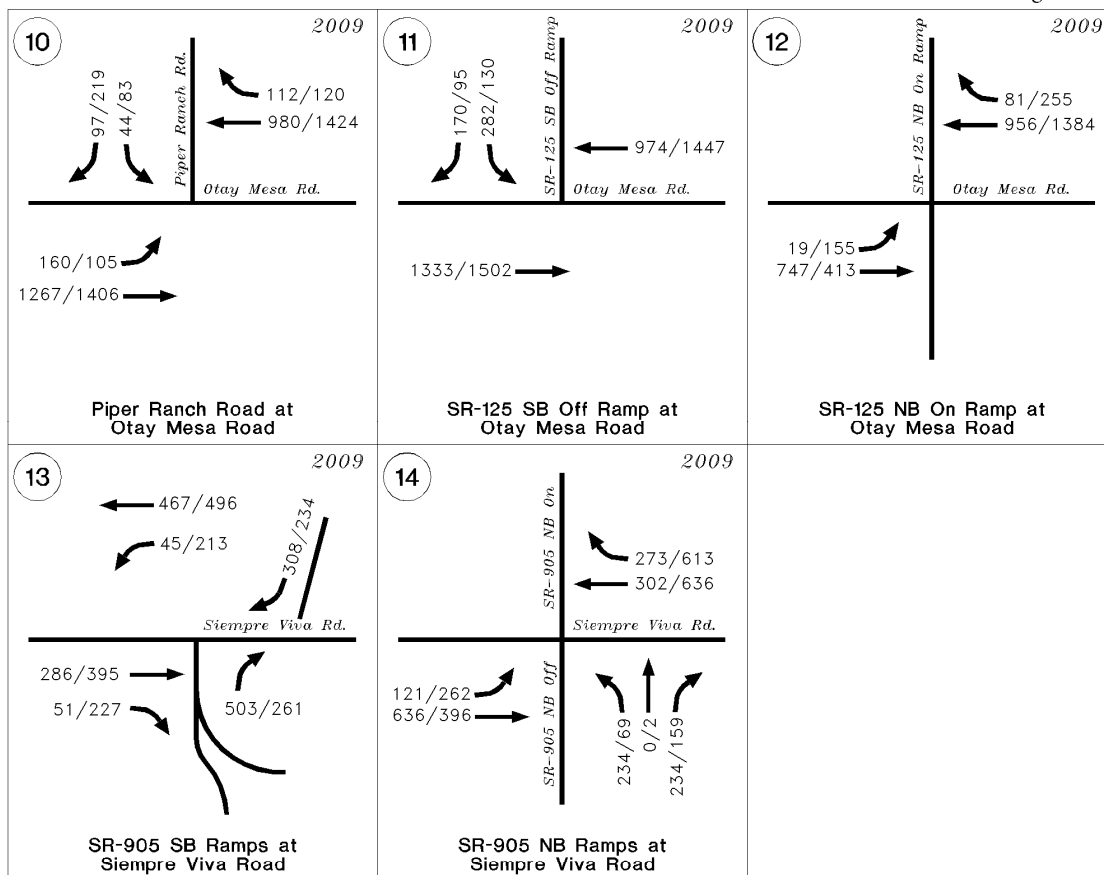 10
2009
97/219
44/83
Piper Ranch Rd.
112/120
980/1424
Otay Mesa Rd.
160/105
1267/1406
Piper Ranch Road at
Otay Mesa Road
11
2009
170/95
282/130
SR-125 SB Off Ramp
974/1447
Otay Mesa Rd.
1333/1502
SR-125 SB Off Ramp at
Otay Mesa Road
12
2009
SR-125 NB On Ramp
81/255
956/1384
Otay Mesa Rd.
19/155
747/413
SR-125 NB On Ramp at
Otay Mesa Road
13
2009
467/496
45/213
308/234
Siempre Viva Rd.
286/395
51/227
503/261
SR-905 SB Ramps at
Siempre Viva Road
14
2009
SR-905 NB On
273/613
302/636
Siempre Viva Rd.
SR-905 NB Off
121/262
636/396
234/69
0/2
234/159
SR-905 NB Ramps at
Siempre Viva Road